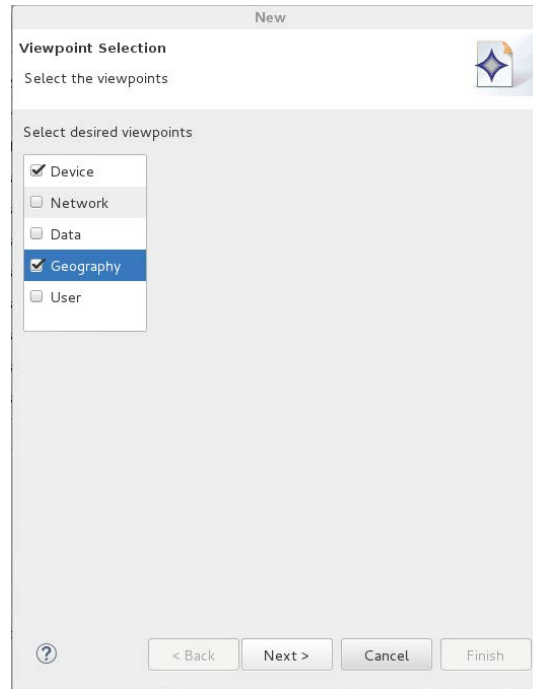 New
Viewpoint Selection
Select the viewpoints
Select desired viewpoints
Device
Network
Data
Geography
User
? < Back Next > Cancel Finish